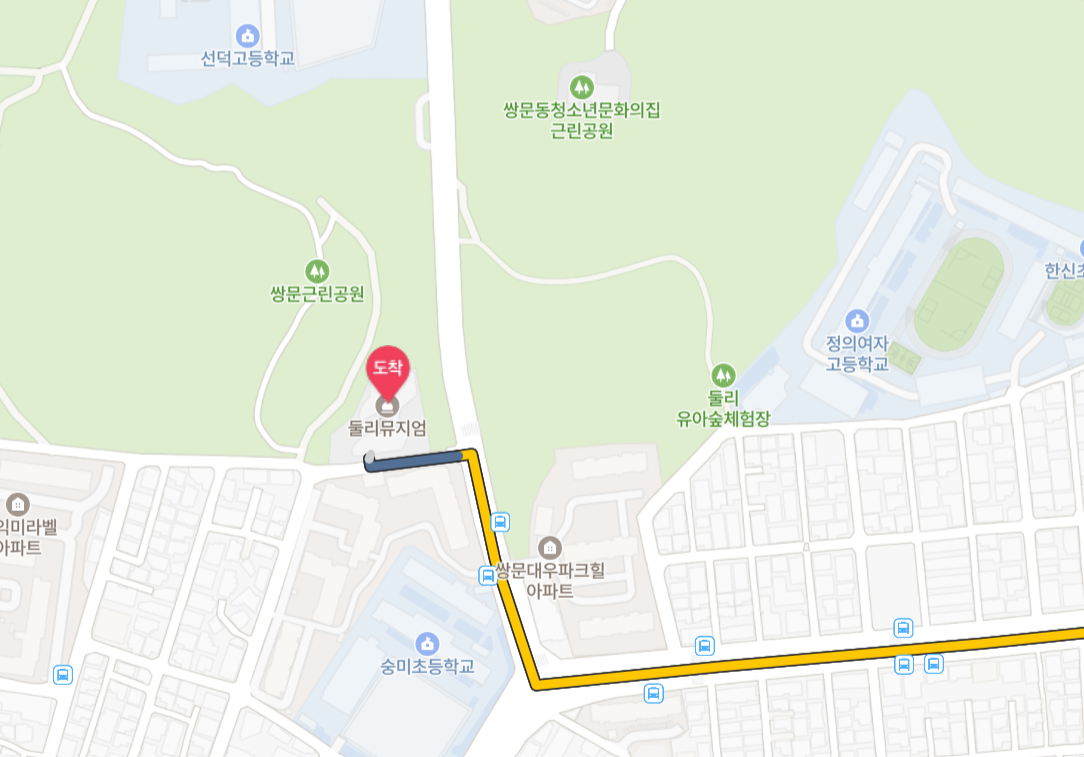 선덕고등학교
쌍문동청소년문화의집
근린공원
쌍문근린공원
한신초
정의여자
고등학교
도착
둘리뮤지엄
둘리
유아숲체험장
익미라벨
아파트
쌍문대우파크힐
아파트
숭미초등학교